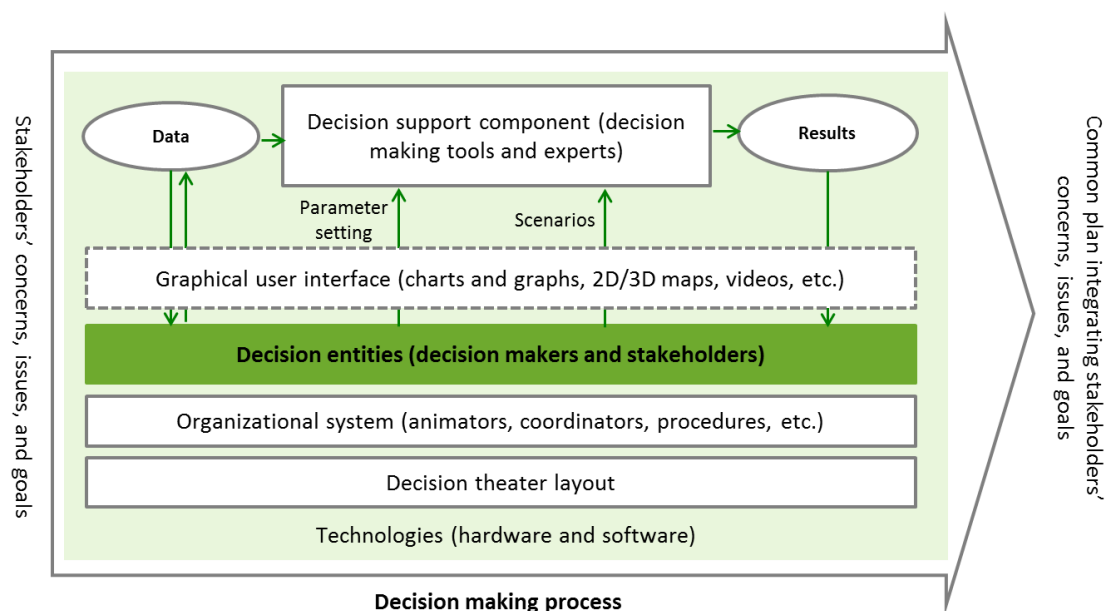 Stakeholders' concerns, issues, and goals
Data
Decision support component (decision
making tools and experts)
Results
Parameter
setting
Scenarios
Graphical user interface (charts and graphs, 2D/3D maps, videos, etc.)
Decision entities (decision makers and stakeholders)
Organizational system (animators, coordinators, procedures, etc.)
Decision theater layout
Technologies (hardware and software)
Decision making process
Common plan integrating stakeholders'
concerns, issues, and goals